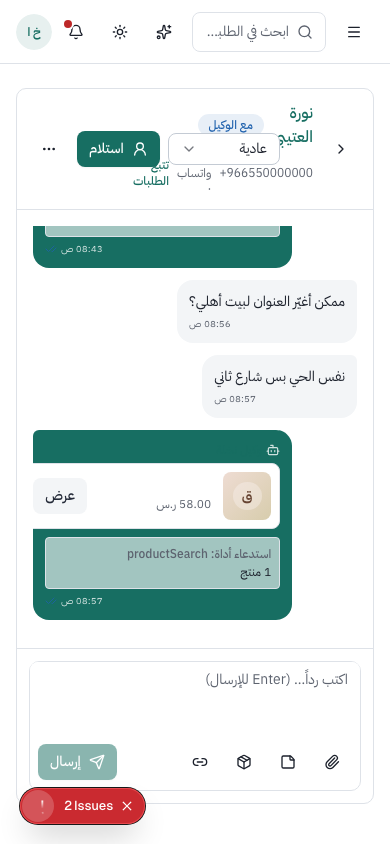 ابحث في الطلب...
خ ا
نورة
مع الوكيل
عادية
استلام
+966550000000
واتساب
تتبع
الطلبات
08:43 ص
ممكن أغيّر العنوان لبيت أهلي؟
08:56 ص
نفس الحي بس شارع ثاني
08:57 ص
ق
58.00 ر.س
عرض
استدعاء أداة: productSearch
1 منتج
08:57 ص
اكتب رداً... (Enter للإرسال)
إرسال
2 Issues